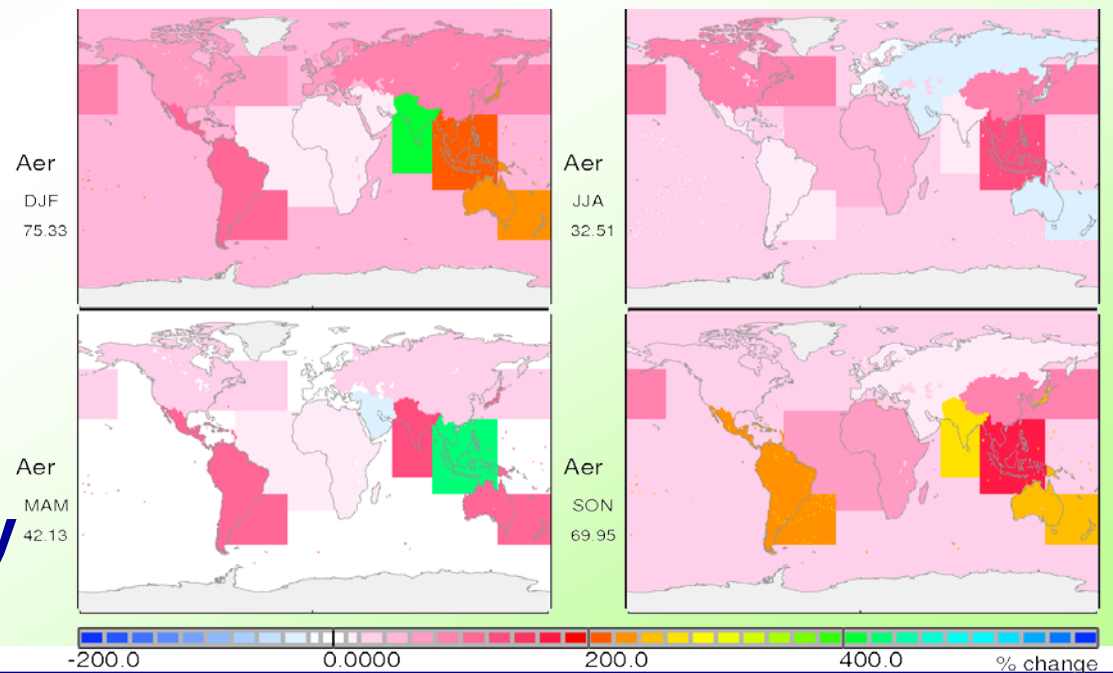 Aer
DJF
75.33
Aer
JJA
32.51
Aer
MAM
42.13
y
Aer
SON
69.95
-200.0 0.0000 200.0 400.0 % change